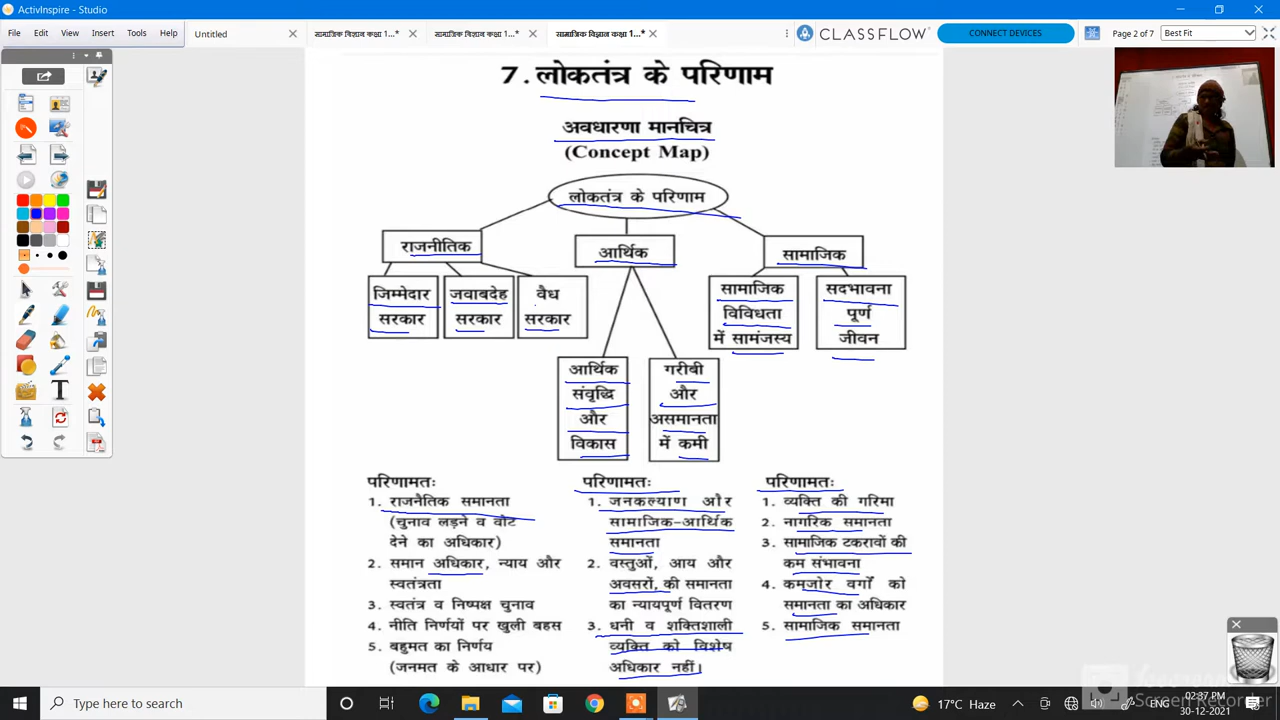 ActivInspire - Studio
File Edit View Insert Tools Help
Untitled
सामाजिक विज्ञान कक्षा 1...*
सामाजिक विज्ञान कक्षा 1...*
सामाजिक विज्ञान कक्षा 1...*
CLASSFLOW
CONNECT DEVICES
Page 2 of 7
Best Fit
7. लोकतंत्र के परिणाम
अवधारणा मानचित्र
(Concept Map)
लोकतंत्र के परिणाम
राजनीतिक
आर्थिक
सामाजिक
जिम्मेदार
सरकार
जवाबदेह
सरकार
वैध
सरकार
सामाजिक
विविधता
में सामंजस्य
सदभावना
पूर्ण
जीवन
आर्थिक
संवृद्धि
और
विकास
गरीबी
और
असमानता
में कमी
परिणामतः
1. राजनैतिक समानता
(चुनाव लड़ने व वोट
देने का अधिकार)
2. समान अधिकार, न्याय और
स्वतंत्रता
3. स्वतंत्र व निष्पक्ष चुनाव
4. नीति निर्णयों पर खुली बहस
5. बहुमत का निर्णय
(जनमत के आधार पर)
परिणामतः
1. जनकल्याण और
सामाजिक-आर्थिक
समानता
2. वस्तुओं, आय और
अवसरों, की समानता
का न्यायपूर्ण वितरण
3. धनी व शक्तिशाली
व्यक्ति को विशेष
अधिकार नहीं।
परिणामतः
1. व्यक्ति की गरिमा
2. नागरिक समानता
3. सामाजिक टकरावों की
कम संभावना
4. कमजोर वर्गों को
समानता का अधिकार
5. सामाजिक समानता
Screen Recorder
Type here to search
17°C Haze
ENG
02:37 PM
30-12-2021